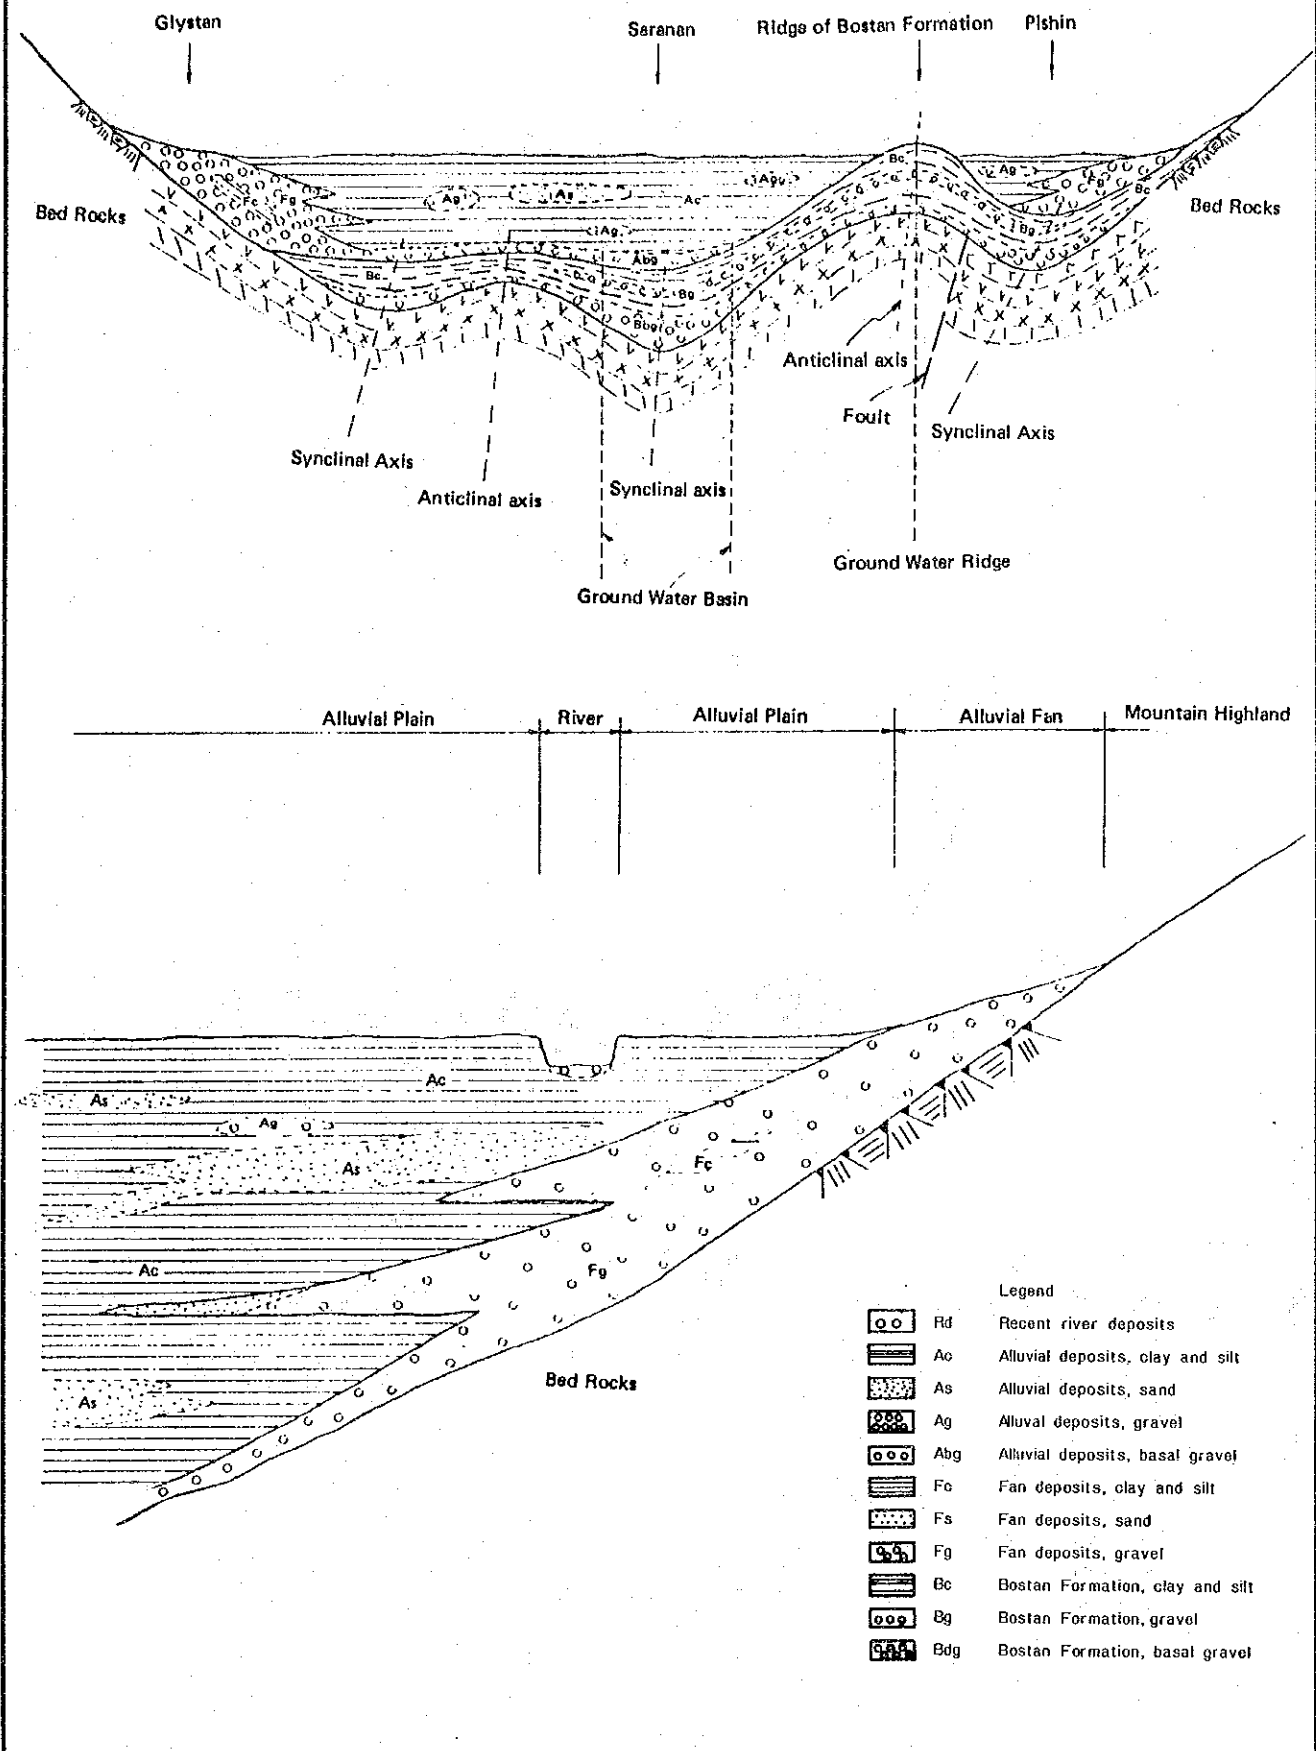 Glystan Saranan Ridge of Bostan Formation Pishin
Bc
Ag Fg Bc
Agv
Ag Ag Ac
Bed Rocks Fc Fg Bed Rocks
Ag
Abg Bg
Bc Bg
Bbg
Anticlinal axis
Foult
Synclinal Axis
Synclinal Axis
Anticlinal axis Synclinal axis
Ground Water Ridge
Ground Water Basin
Alluvial Plain River Alluvial Plain Alluvial Fan Mountain Highland
Ac
As
Ag
As Fc
Ac Fg
Bed Rocks
As
Legend
Rd Recent river deposits
Ac Alluvial deposits, clay and silt
As Alluvial deposits, sand
Ag Alluval deposits, gravel
Abg Alluvial deposits, basal gravel
Fc Fan deposits, clay and silt
Fs Fan deposits, sand
Fg Fan deposits, gravel
Bc Bostan Formation, clay and silt
Bg Bostan Formation, gravel
Bdg Bostan Formation, basal gravel